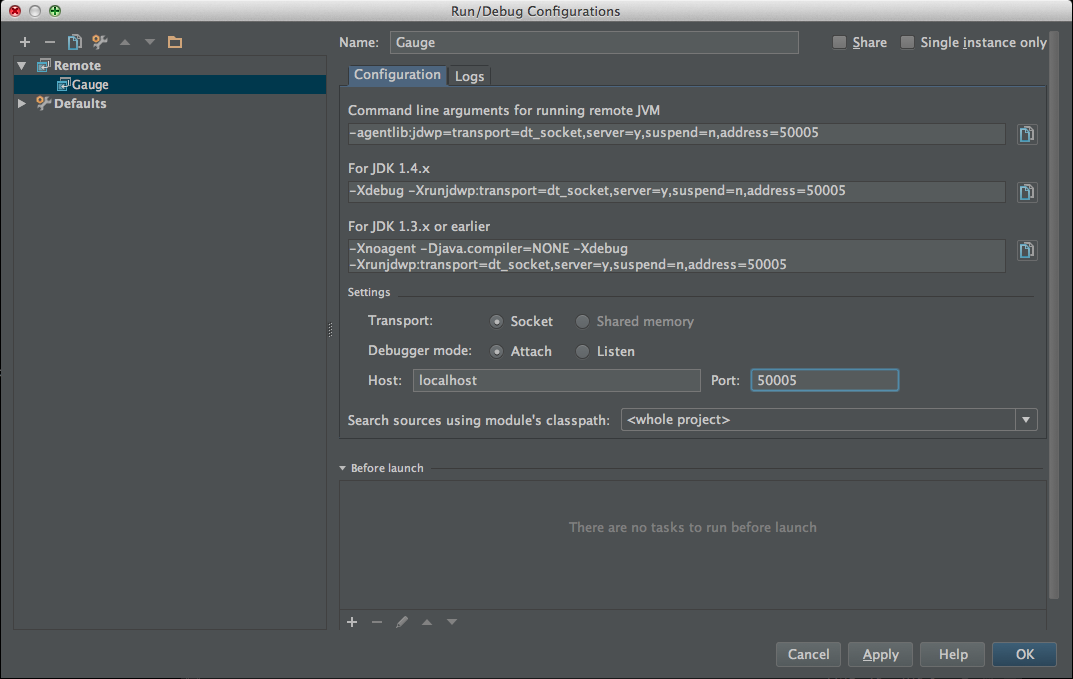 Run/Debug Configurations
Name: Gauge Share Single instance only
Remote
Gauge
Defaults
Configuration Logs
Command line arguments for running remote JVM
-agentlib:jdwp=transport=dt_socket,server=y,suspend=n,address=50005
For JDK 1.4.x
-Xdebug -Xrunjdwp:transport=dt_socket,server=y,suspend=n,address=50005
For JDK 1.3.x or earlier
-Xnoagent -Djava.compiler=NONE -Xdebug
-Xrunjdwp:transport=dt_socket,server=y,suspend=n,address=50005
Settings
Transport: Socket Shared memory
Debugger mode: Attach Listen
Host: localhost Port: 50005
Search sources using module's classpath: <whole project>
Before launch
There are no tasks to run before launch
Cancel Apply Help OK